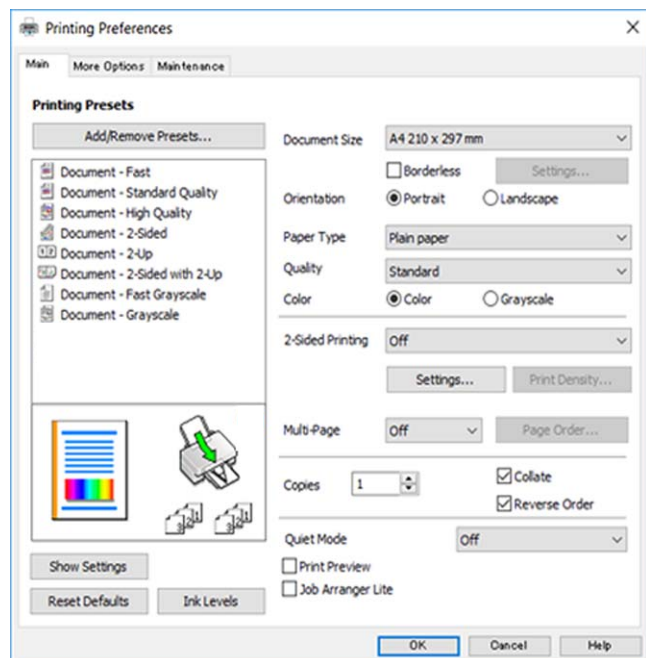 Printing Preferences
Main
More Options
Maintenance
Printing Presets
Add/Remove Presets...
Document - Fast
Document - Standard Quality
Document - High Quality
Document - 2-Sided
Document - 2-Up
Document - 2-Sided with 2-Up
Document - Fast Grayscale
Document - Grayscale
Show Settings
Reset Defaults
Ink Levels
Document Size
A4 210 x 297 mm
Borderless
Settings...
Orientation
Portrait
Landscape
Paper Type
Plain paper
Quality
Standard
Color
Color
Grayscale
2-Sided Printing
Off
Settings...
Print Density...
Multi-Page
Off
Page Order...
Copies
1
Collate
Reverse Order
Quiet Mode
Off
Print Preview
Job Arranger Lite
OK
Cancel
Help